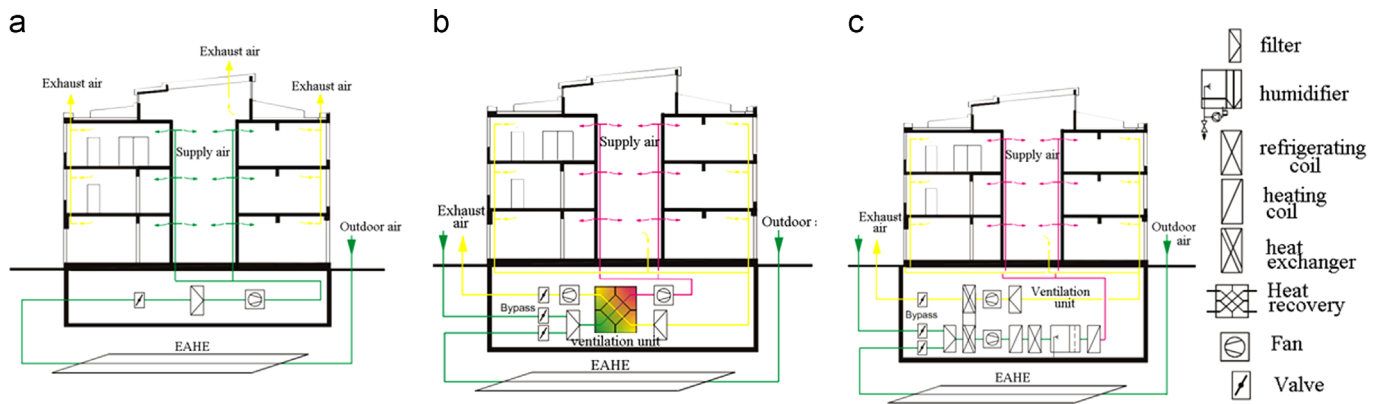 a
Exhaust air
Exhaust air
Exhaust air
Supply air
Outdoor air
EAHE
b
Supply air
Exhaust
air
Outdoor :
Bypass
ventilation unit
EAHE
c
Supply air
Exhaust
air
Outdoor
air
Ventilation
unit
Bypass
EAHE
filter
humidifier
refrigerating
coil
heating
coil
heat
exchanger
Heat
recovery
Fan
Valve